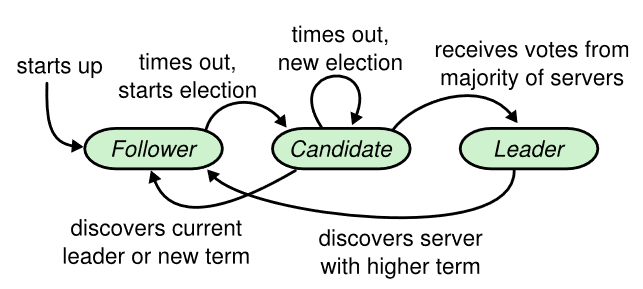 starts up
times out,
starts election
times out,
new election
receives votes from
majority of servers
Follower
Candidate
Leader
discovers current
leader or new term
discovers server
with higher term